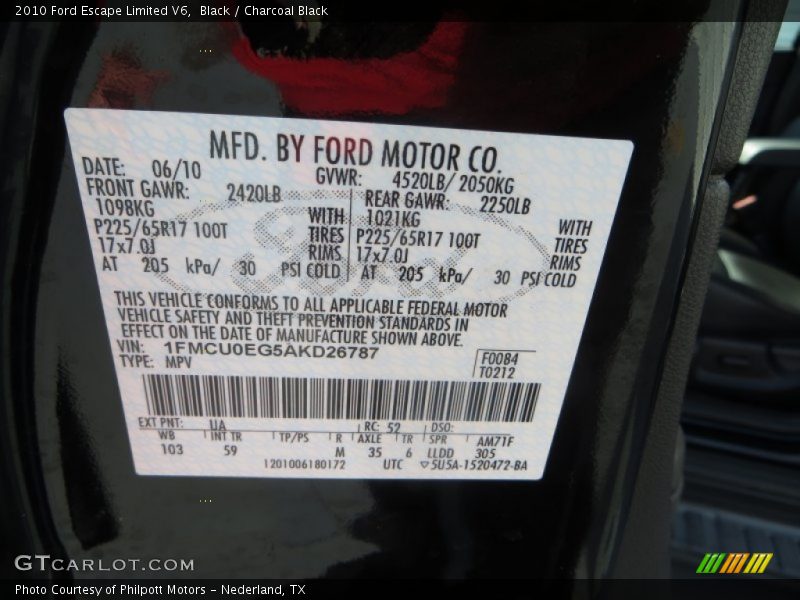 2010 Ford Escape Limited V6, Black / Charcoal Black
MFD. BY FORD MOTOR CO.
DATE: 06/10 GVWR: 4520LB/ 2050KG
FRONT GAWR: 2420LB REAR GAWR: 2250LB
1098KG WITH 1021KG WITH
P225/65R17 100T TIRES P225/65R17 100T TIRES
17x7.0J RIMS 17x7.0J RIMS
AT 205 kPa/ 30 PSI COLD AT 205 kPa/ 30 PSI COLD
Ford
THIS VEHICLE CONFORMS TO ALL APPLICABLE FEDERAL MOTOR
VEHICLE SAFETY AND THEFT PREVENTION STANDARDS IN
EFFECT ON THE DATE OF MANUFACTURE SHOWN ABOVE.
VIN: 1FMCU0EG5AKD26787 F0084
TYPE: MPV T0212
EXT PNT: UA RC: 52 DSO:
WB INT TR TP/PS R AXLE TR SPR AM71F
103 59 M 35 6 LLDD 305
1201006180172 UTC ▽5U5A-1520472-BA
GTCARLOT.COM
Photo Courtesy of Philpott Motors - Nederland, TX